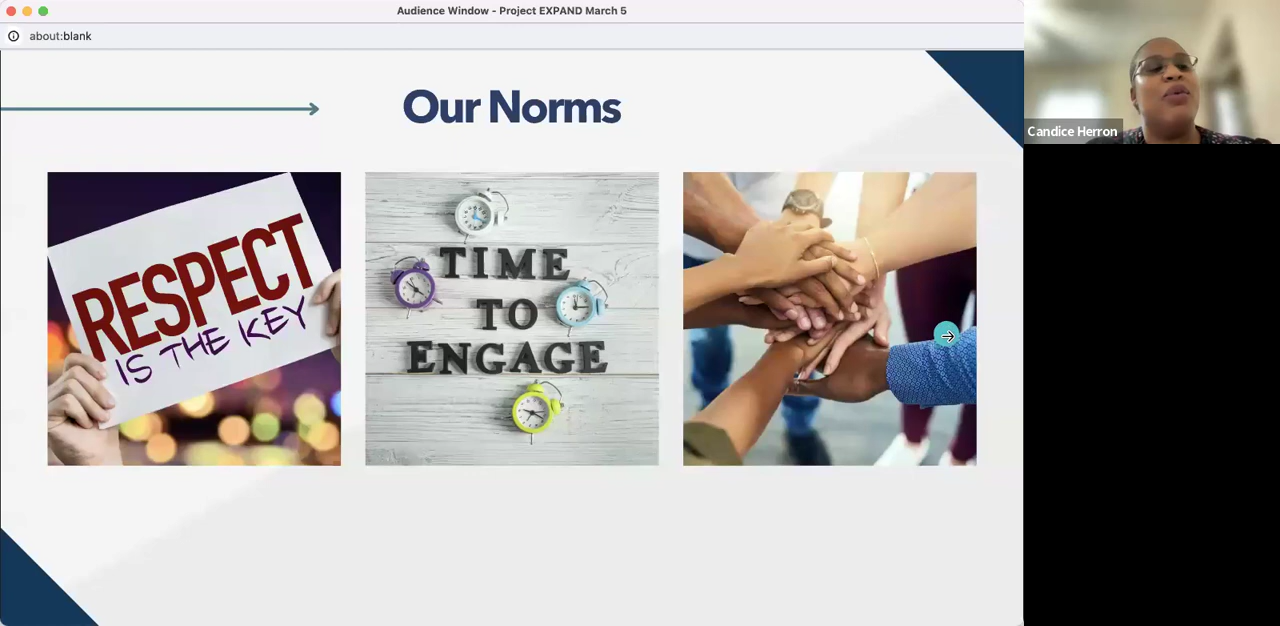 Audience Window - Project EXPAND March 5
about:blank
Our Norms
RESPECT
IS THE KEY
TIME
TO
ENGAGE
Candice Herron